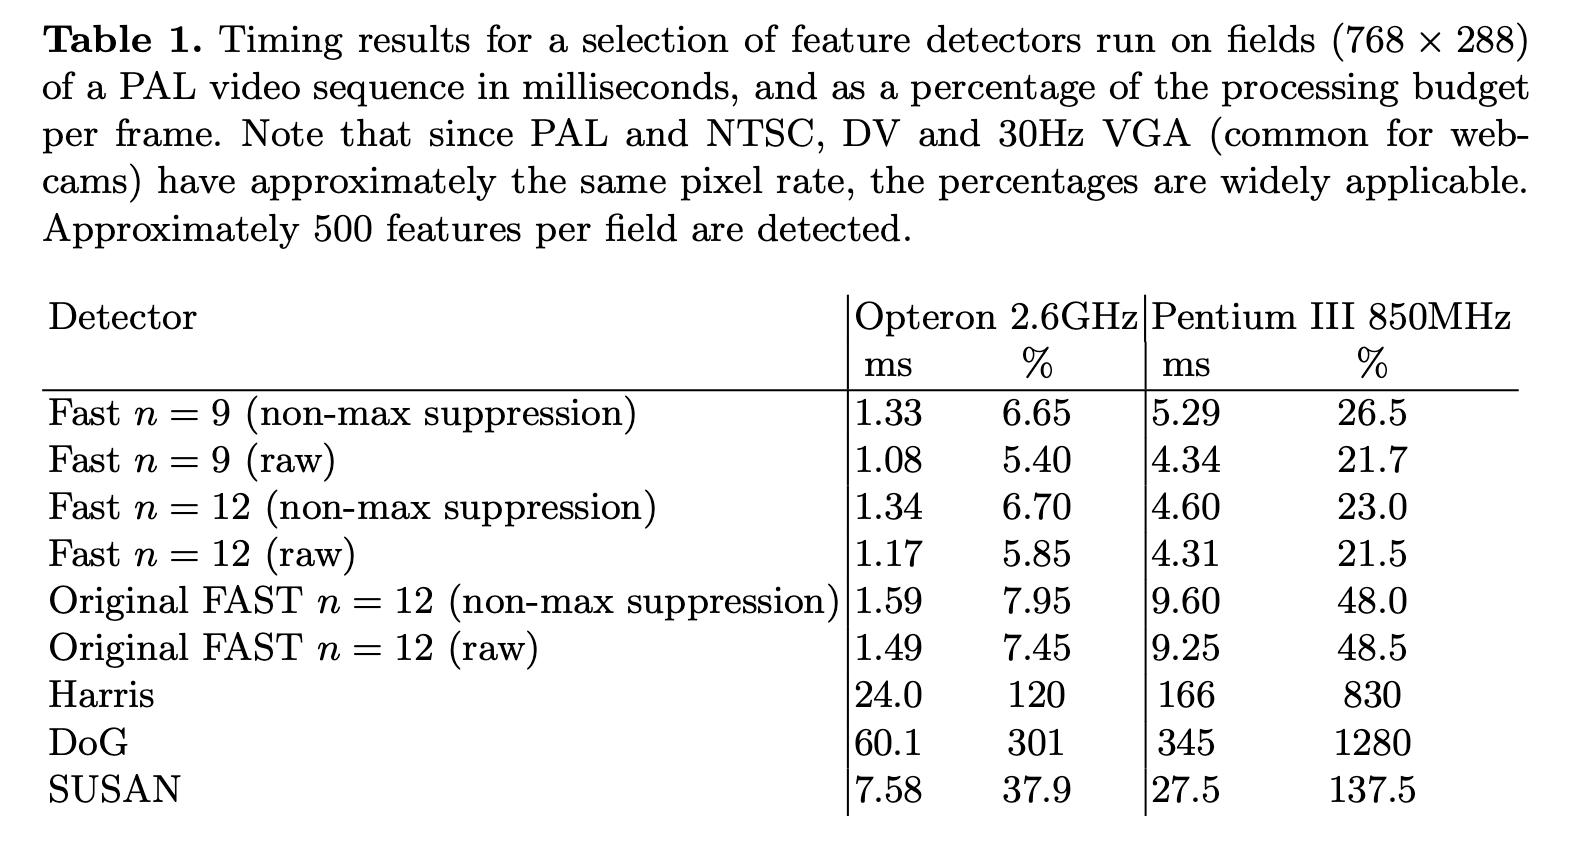 Table 1. Timing results for a selection of feature detectors run on fields (768 × 288)
of a PAL video sequence in milliseconds, and as a percentage of the processing budget
per frame. Note that since PAL and NTSC, DV and 30Hz VGA (common for web-
cams) have approximately the same pixel rate, the percentages are widely applicable.
Approximately 500 features per field are detected.
Detector Opteron 2.6GHz Pentium III 850MHz
ms % ms %
Fast n = 9 (non-max suppression) 1.33 6.65 5.29 26.5
Fast n = 9 (raw) 1.08 5.40 4.34 21.7
Fast n = 12 (non-max suppression) 1.34 6.70 4.60 23.0
Fast n = 12 (raw) 1.17 5.85 4.31 21.5
Original FAST n = 12 (non-max suppression) 1.59 7.95 9.60 48.0
Original FAST n = 12 (raw) 1.49 7.45 9.25 48.5
Harris 24.0 120 166 830
DoG 60.1 301 345 1280
SUSAN 7.58 37.9 27.5 137.5